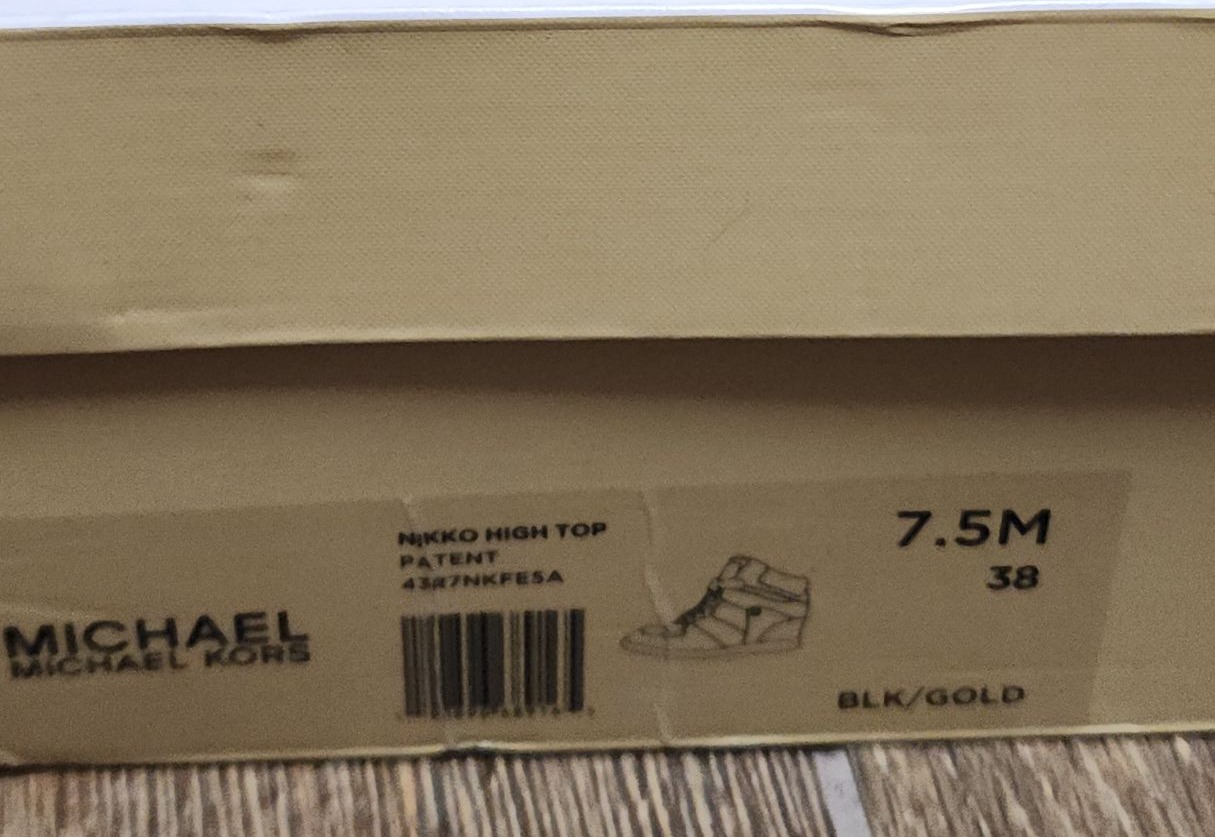 MICHAEL
MICHAEL KORS
NIKKO HIGH TOP
PATENT
43R7NKFE5A
7.5M
38
BLK/GOLD